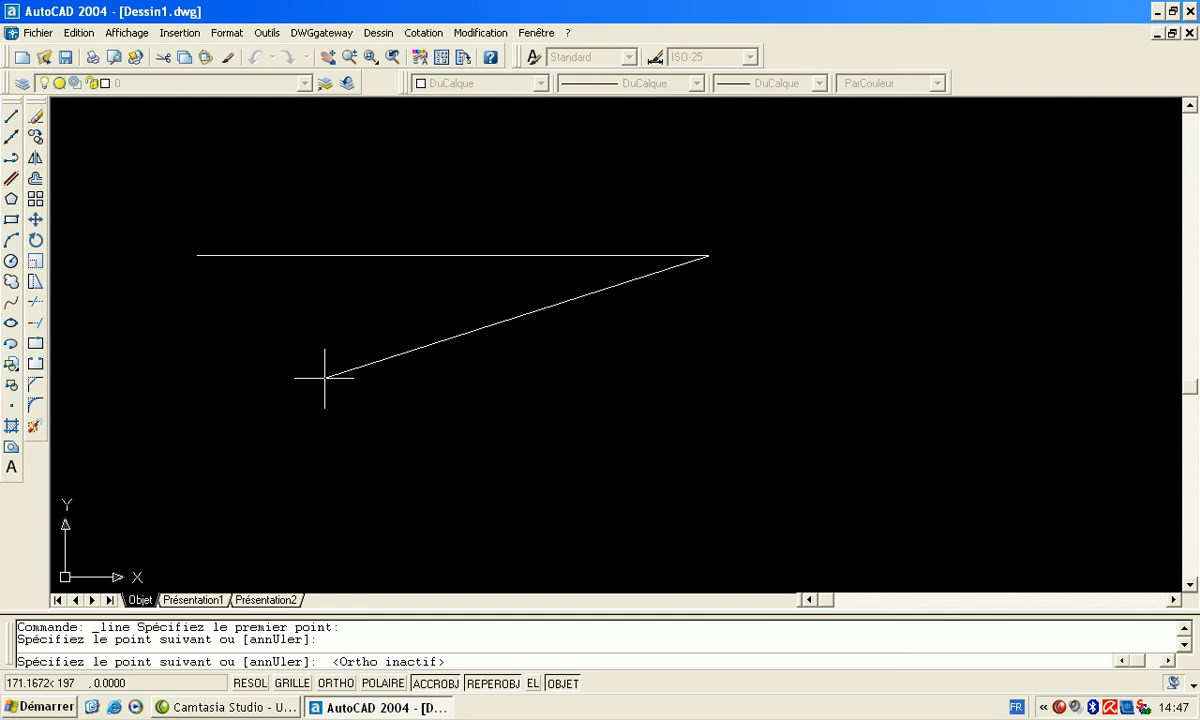 AutoCAD 2004 - [Dessin1.dwg]
Fichier Edition Affichage Insertion Format Outils DWGgateway Dessin Cotation Modification Fenêtre ?
Standard ISO-25
0 DuCalque DuCalque DuCalque ParCouleur
A
Y
X
Objet Présentation1 Présentation2
Commande: _line Spécifiez le premier point:
Spécifiez le point suivant ou [annUler]:
Spécifiez le point suivant ou [annUler]: <Ortho inactif>
171.1672< 197 ,0.0000 RESOL GRILLE ORTHO POLAIRE ACCROBJ REPEROBJ EL OBJET
Démarrer Camtasia Studio - U... AutoCAD 2004 - [D... FR « 14:47